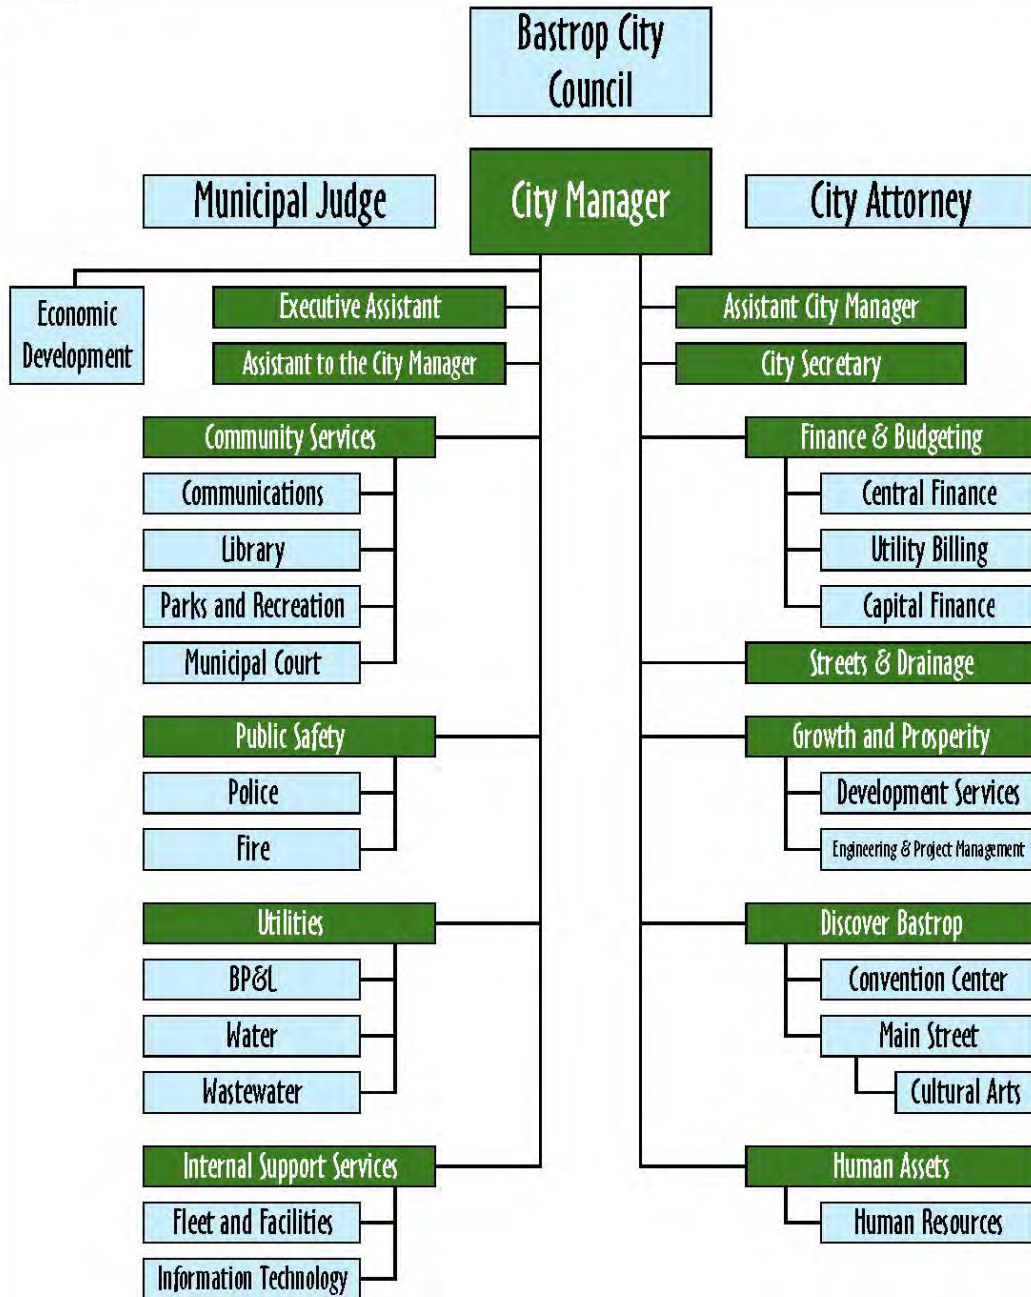 Bastrop City
Council
Municipal Judge
City Manager
City Attorney
Economic
Development
Executive Assistant
Assistant City Manager
Assistant to the City Manager
City Secretary
Community Services
Communications
Library
Parks and Recreation
Municipal Court
Finance & Budgeting
Central Finance
Utility Billing
Capital Finance
Streets & Drainage
Public Safety
Police
Fire
Growth and Prosperity
Development Services
Engineering & Project Management
Utilities
BP&L
Water
Wastewater
Discover Bastrop
Convention Center
Main Street
Cultural Arts
Internal Support Services
Fleet and Facilities
Information Technology
Human Assets
Human Resources